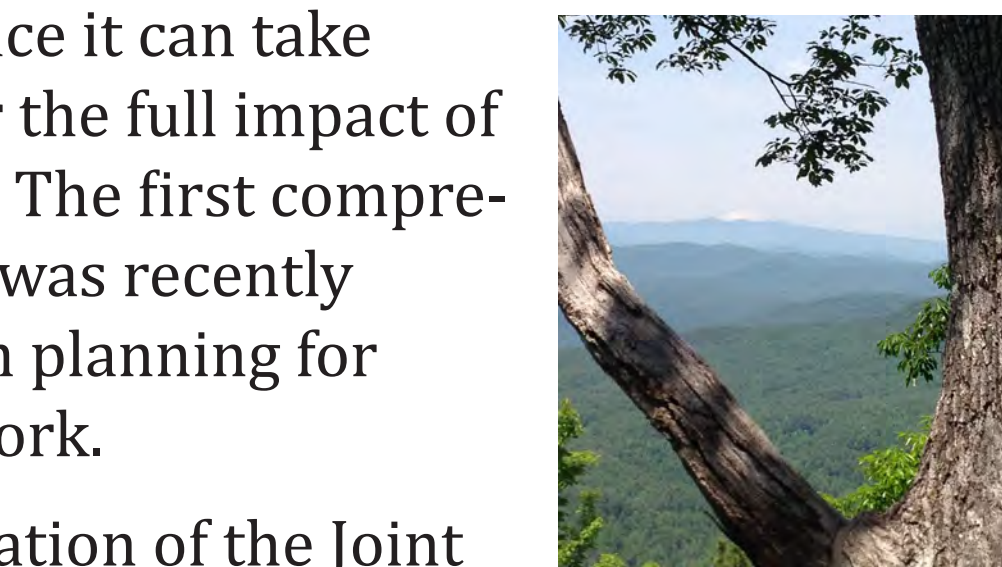 ce it can take
the full impact of
The first compre-
was recently
planning for
ork.
ation of the Joint